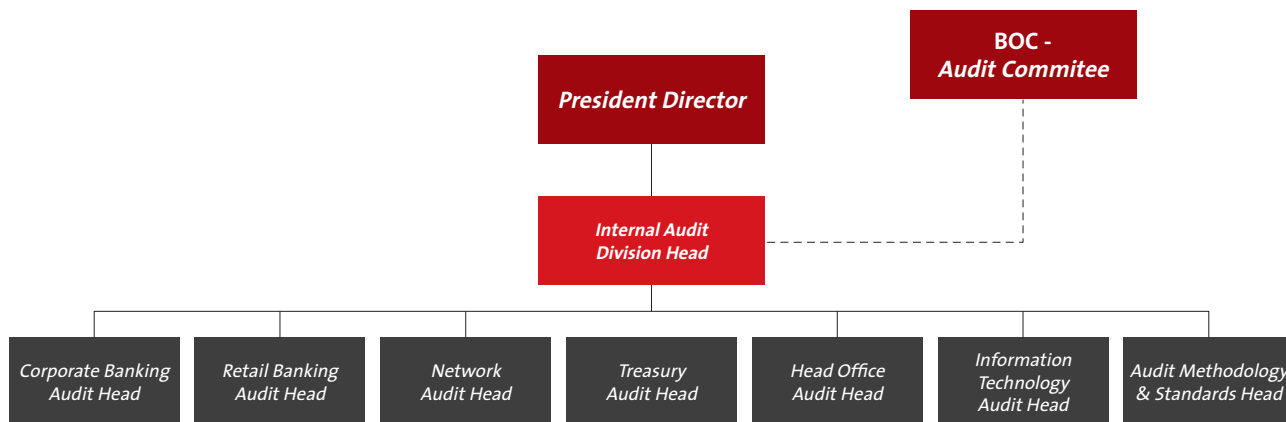 BOC -
Audit Commitee
President Director
Internal Audit
Division Head
Corporate Banking
Audit Head
Retail Banking
Audit Head
Network
Audit Head
Treasury
Audit Head
Head Office
Audit Head
Information
Technology
Audit Head
Audit Methodology
& Standards Head